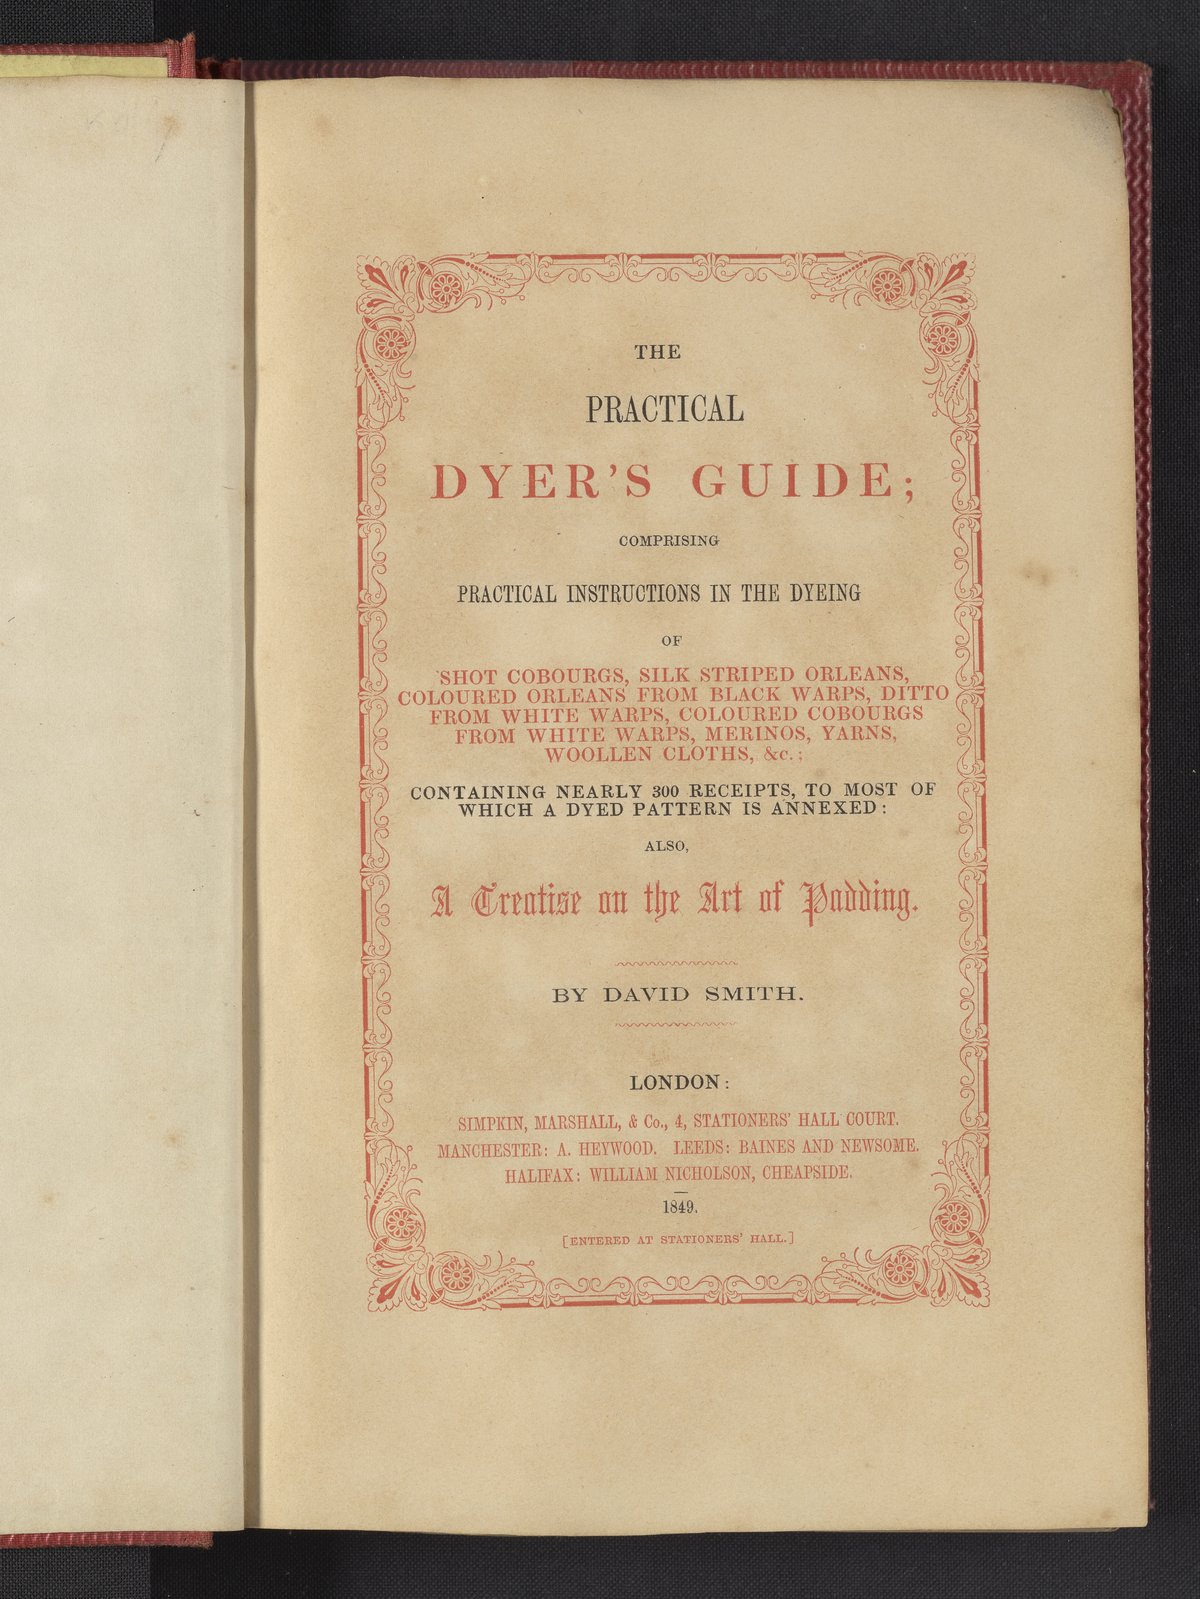 THE
PRACTICAL
DYER'S GUIDE;
COMPRISING
PRACTICAL INSTRUCTIONS IN THE DYEING
OF
SHOT COBOURGS, SILK STRIPED ORLEANS,
COLOURED ORLEANS FROM BLACK WARPS, DITTO
FROM WHITE WARPS, COLOURED COBOURGS
FROM WHITE WARPS, MERINOS, YARNS,
WOOLLEN CLOTHS, &c.;
CONTAINING NEARLY 300 RECEIPTS, TO MOST OF
WHICH A DYED PATTERN IS ANNEXED:
ALSO,
A Treatise on the Art of Padding.
BY DAVID SMITH.
LONDON:
SIMPKIN, MARSHALL, & Co., 4, STATIONERS' HALL COURT.
MANCHESTER: A. HEYWOOD. LEEDS: BAINES AND NEWSOME.
HALIFAX: WILLIAM NICHOLSON, CHEAPSIDE.
1849.
[ENTERED AT STATIONERS' HALL.]